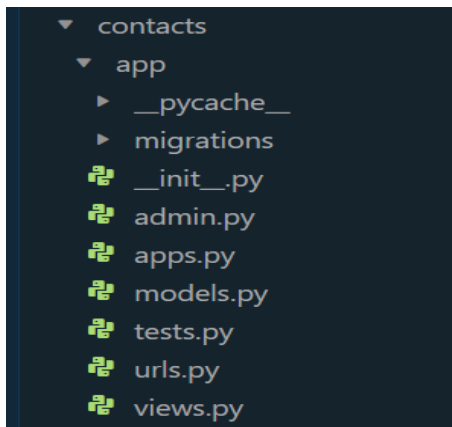 contacts
app
__pycache__
migrations
__init__.py
admin.py
apps.py
models.py
tests.py
urls.py
views.py